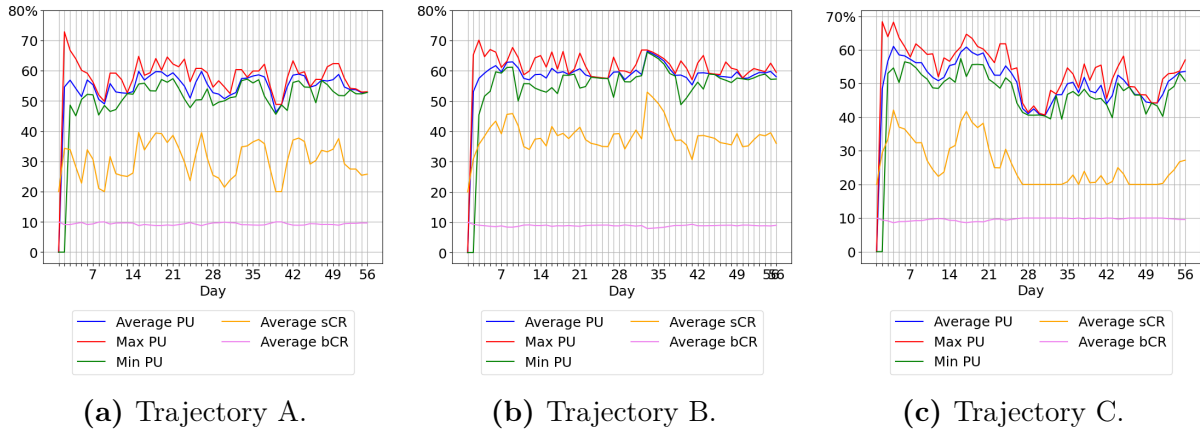 80%
70
60
50
40
30
20
10
0
7 14 21 28 35 42 49 56
Day
Average PU
Max PU
Min PU
Average sCR
Average bCR
(a) Trajectory A.
80%
70
60
50
40
30
20
10
0
7 14 21 28 35 42 49 5656
Day
Average PU
Max PU
Min PU
Average sCR
Average bCR
(b) Trajectory B.
70%
60
50
40
30
20
10
0
7 14 21 28 35 42 49 56
Day
Average PU
Max PU
Min PU
Average sCR
Average bCR
(c) Trajectory C.